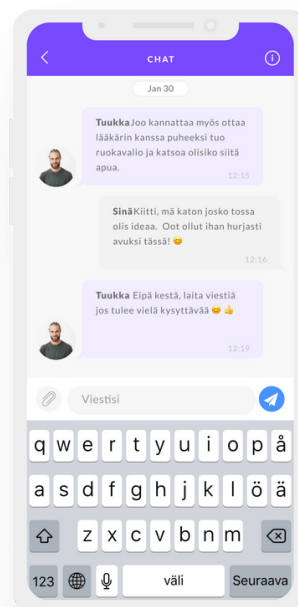 CHAT
Jan 30
TuukkaJoo kannattaa myös ottaa
lääkärin kanssa puheeksi tuo
ruokavalio ja katsoa olisiko siitä
apua.
12:15
SinäKiitti, mä katon josko tossa
olis ideaa. Oot ollut ihan hurjasti
avuksi tässä! 😊
12:16
Tuukka Eipä kestä, laita viestiä
jos tulee vielä kysyttävää 😊 👍
12:19
Viestisi
q w e r t y u i o p å
a s d f g h j k l ö ä
z x c v b n m
123 väli Seuraava